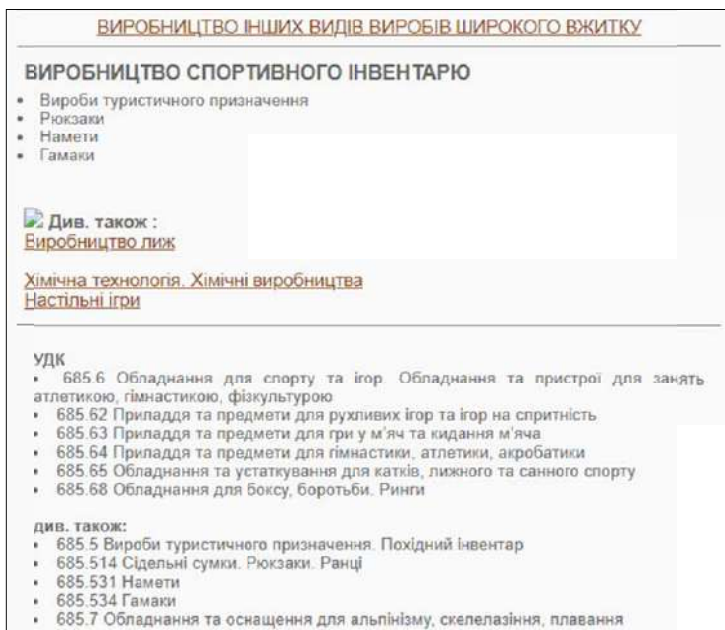 ВИРОБНИЦТВО ІНШИХ ВИДІВ ВИРОБІВ ШИРОКОГО ВЖИТКУ
ВИРОБНИЦТВО СПОРТИВНОГО ІНВЕНТАРЮ
• Вироби туристичного призначення
• Рюкзаки
• Намети
• Гамаки
Див. також :
Виробництво лиж
Хімічна технологія. Хімічні виробництва
Настільні ігри
УДК
• 685.6 Обладнання для спорту та ігор. Обладнання та пристрої для занять
атлетикою, гімнастикою, фізкультурою
• 685.62 Приладдя та предмети для рухливих ігор та ігор на спритність
• 685.63 Приладдя та предмети для гри у м’яч та кидання м’яча
• 685.64 Приладдя та предмети для гімнастики, атлетики, акробатики
• 685.65 Обладнання та устаткування для катків, лижного та санного спорту
• 685.68 Обладнання для боксу, боротьби. Ринги
див. також:
• 685.5 Вироби туристичного призначення. Похідний інвентар
• 685.514 Сідельні сумки. Рюкзаки. Ранці
• 685.531 Намети
• 685.534 Гамаки
• 685.7 Обладнання та оснащення для альпінізму, скелелазіння, плавання